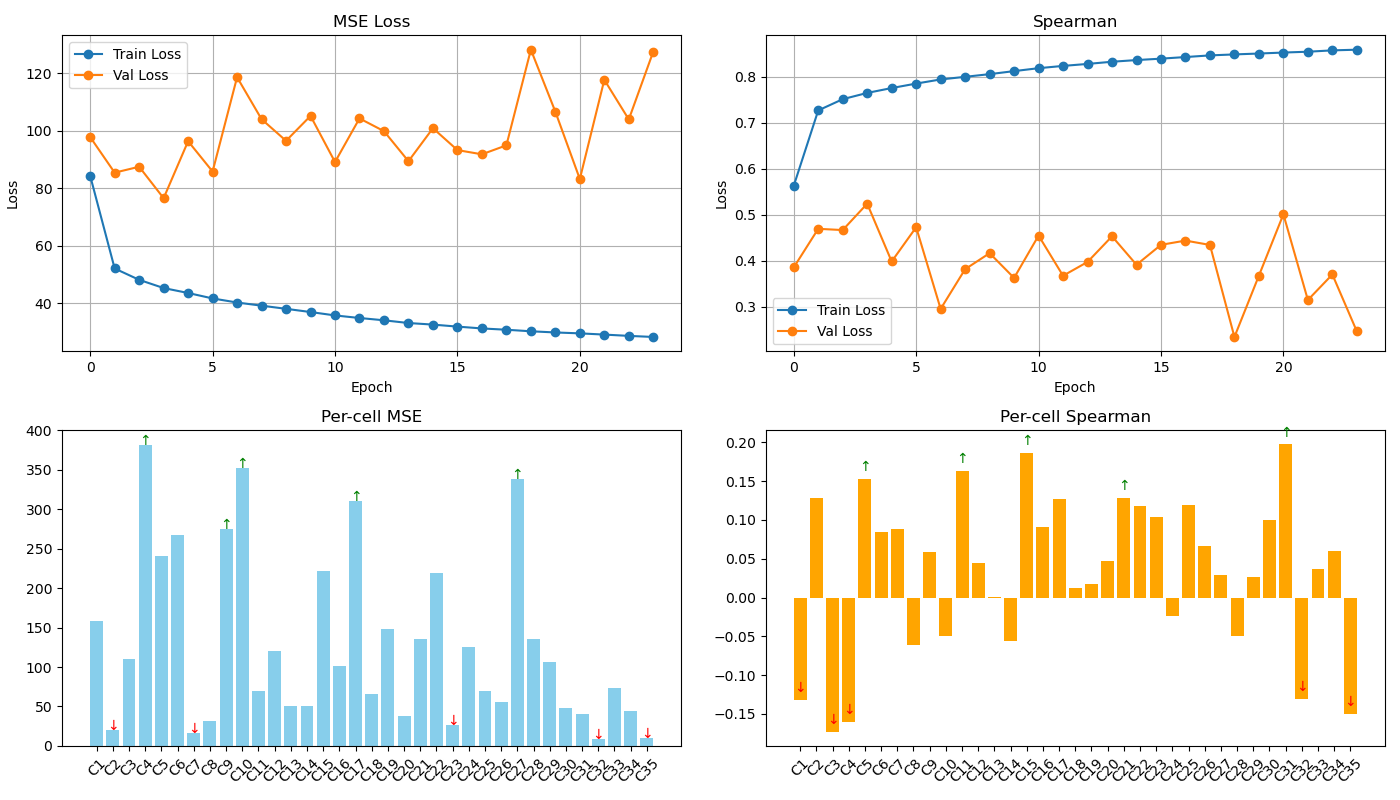 MSE Loss
Train Loss
Val Loss
120
100
80
60
40
Loss
0 5 10 15 20
Epoch
Spearman
0.8
0.7
0.6
0.5
0.4
0.3
Loss
Train Loss
Val Loss
0 5 10 15 20
Epoch
Per-cell MSE
400
350
300
250
200
150
100
50
0
↑ ↑ ↑ ↑ ↑
↓ ↓ ↓ ↓ ↓
C1 C2 C3 C4 C5 C6 C7 C8 C9 C10 C11 C12 C13 C14 C15 C16 C17 C18 C19 C20 C21 C22 C23 C24 C25 C26 C27 C28 C29 C30 C31 C32 C33 C34 C35
Per-cell Spearman
0.20
0.15
0.10
0.05
0.00
−0.05
−0.10
−0.15
↑ ↑ ↑ ↑ ↑
↓ ↓ ↓ ↓ ↓
C1 C2 C3 C4 C5 C6 C7 C8 C9 C10 C11 C12 C13 C14 C15 C16 C17 C18 C19 C20 C21 C22 C23 C24 C25 C26 C27 C28 C29 C30 C31 C32 C33 C34 C35